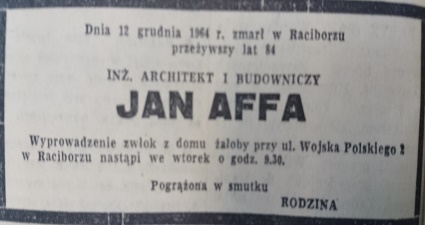 Dnia 12 grudnia 1964 r. zmarł w Raciborzu
przeżywszy lat 84
INŻ. ARCHITEKT I BUDOWNICZY
JAN AFFA
Wyprowadzenie zwłok z domu żałoby przy ul. Wojska Polskiego 2
w Raciborzu nastąpi we wtorek o godz. 9.30.
Pogrążona w smutku
RODZINA